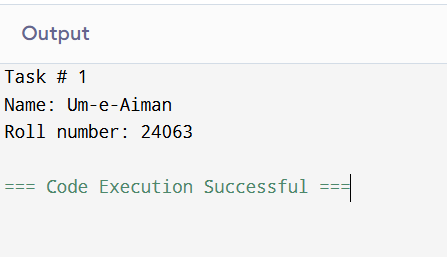 Output
Task # 1
Name: Um-e-Aiman
Roll number: 24063
=== Code Execution Successful ===